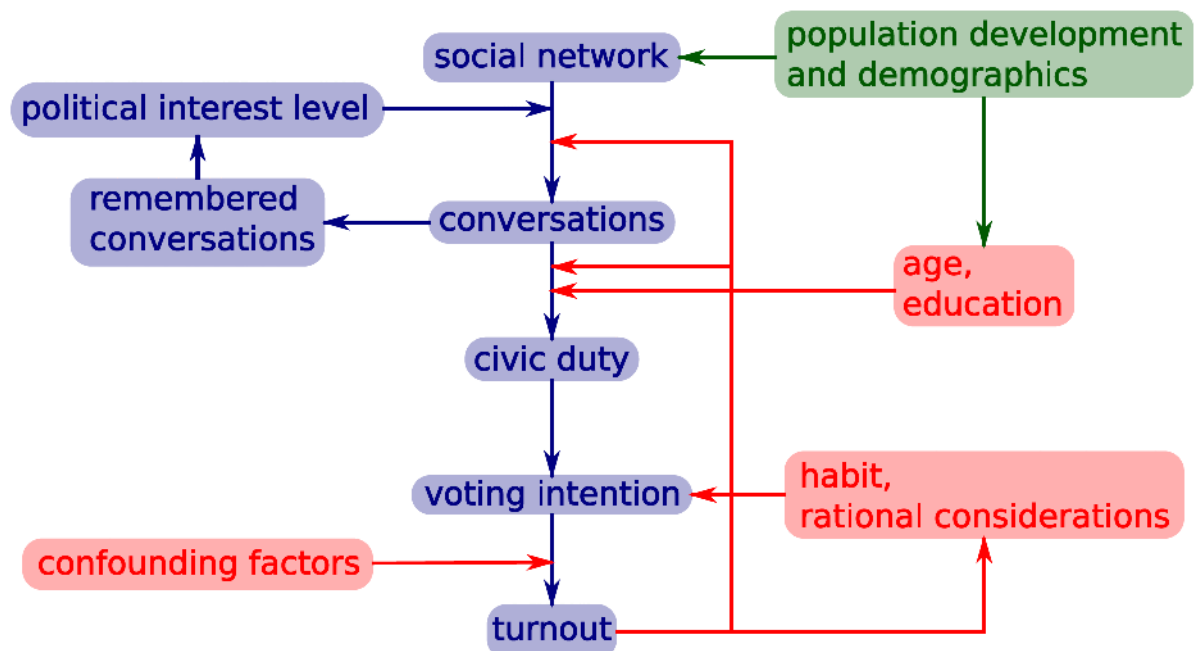 population development
and demographics
social network
political interest level
remembered
conversations
conversations
age,
education
civic duty
habit,
rational considerations
voting intention
confounding factors
turnout